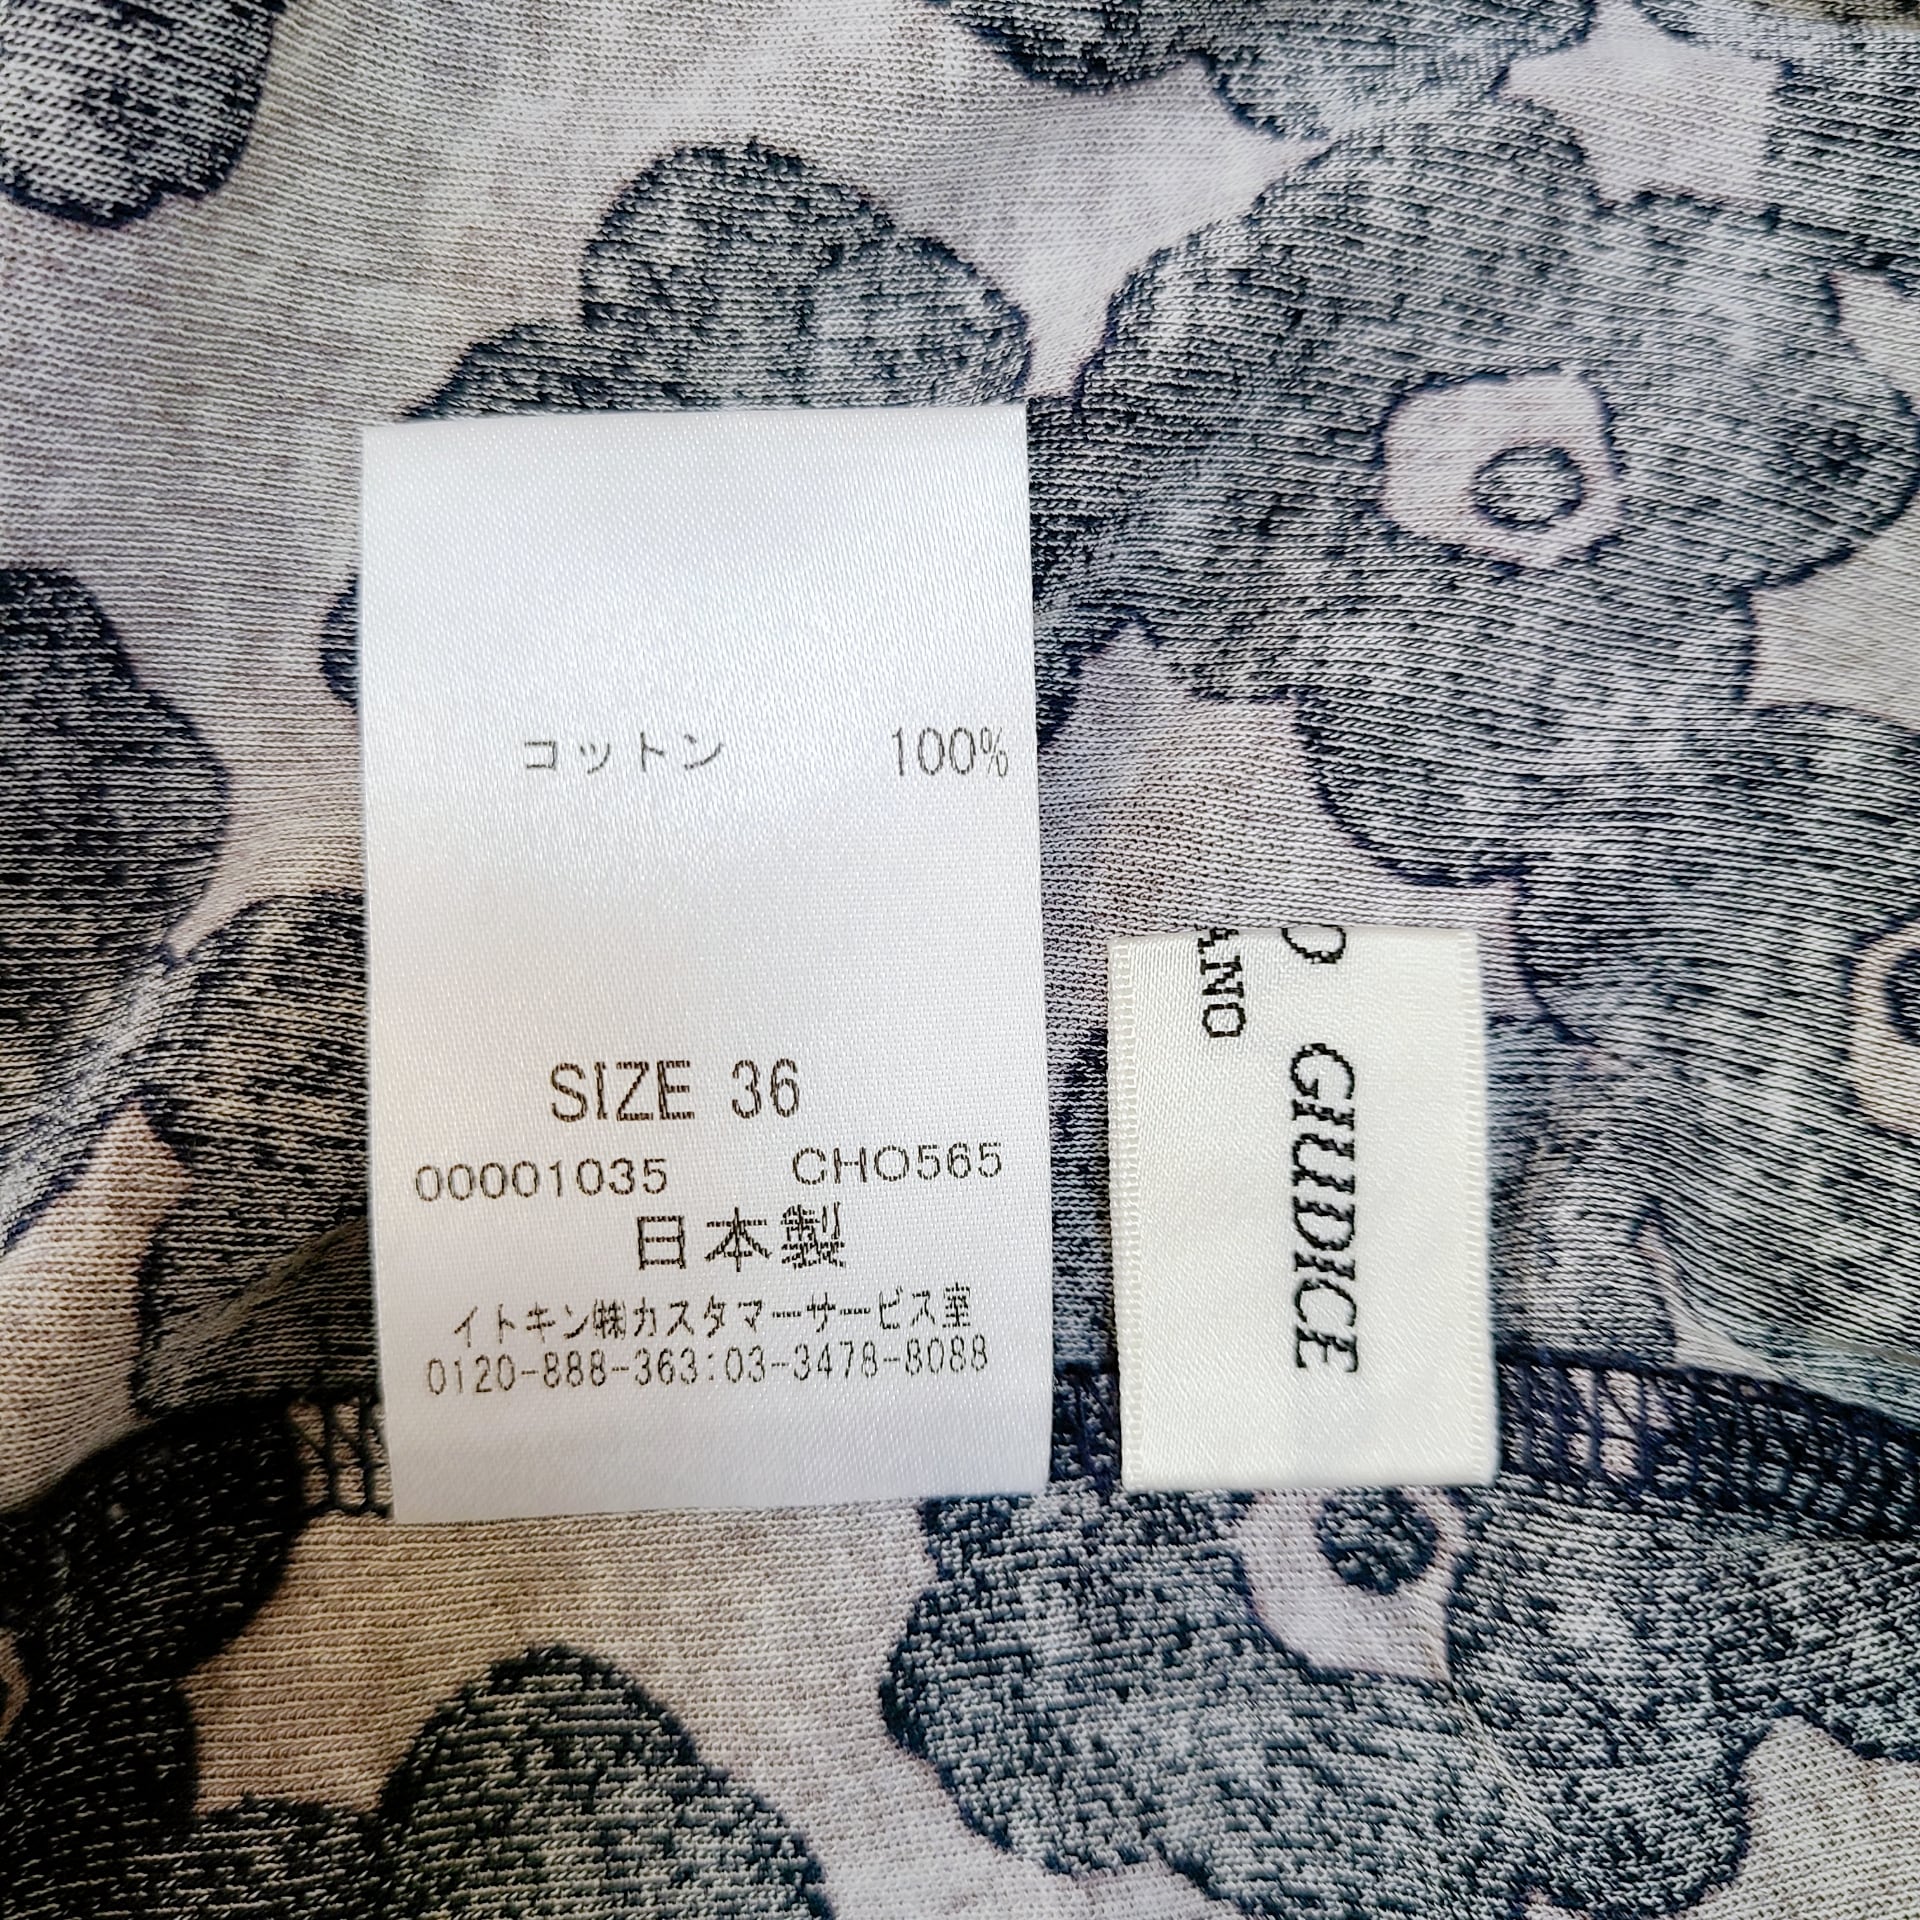 コットン 100%
SIZE 36
00001035 CHO565
日本製
イトキン㈱カスタマーサービス室
0120-888-363:03-3478-8088
GIUDICE
ANO